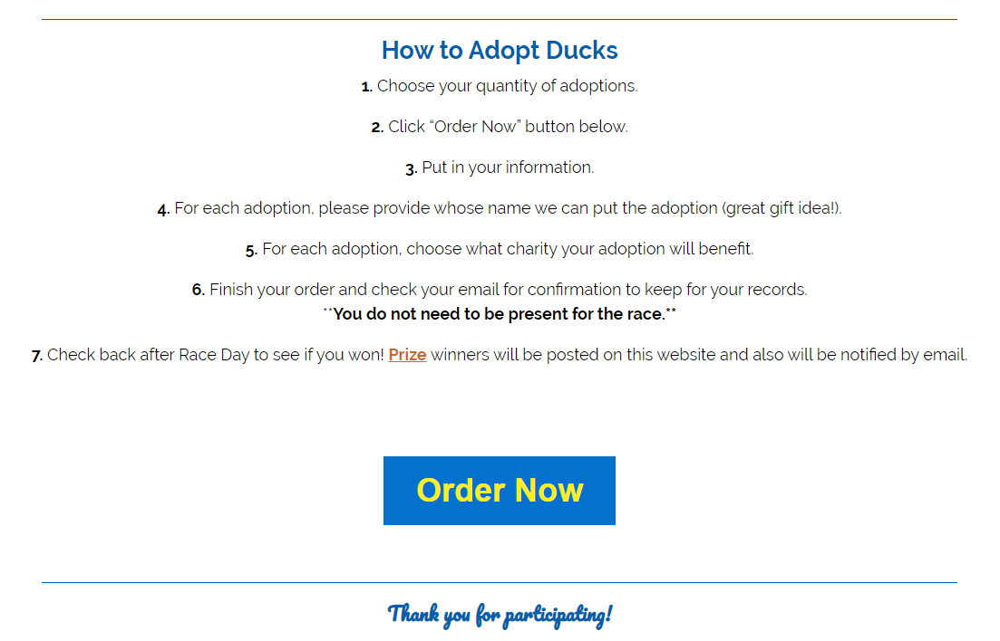 How to Adopt Ducks
1. Choose your quantity of adoptions.
2. Click “Order Now” button below.
3. Put in your information.
4. For each adoption, please provide whose name we can put the adoption (great gift idea!).
5. For each adoption, choose what charity your adoption will benefit.
6. Finish your order and check your email for confirmation to keep for your records.
**You do not need to be present for the race.**
7. Check back after Race Day to see if you won! Prize winners will be posted on this website and also will be notified by email.
Order Now
Thank you for participating!